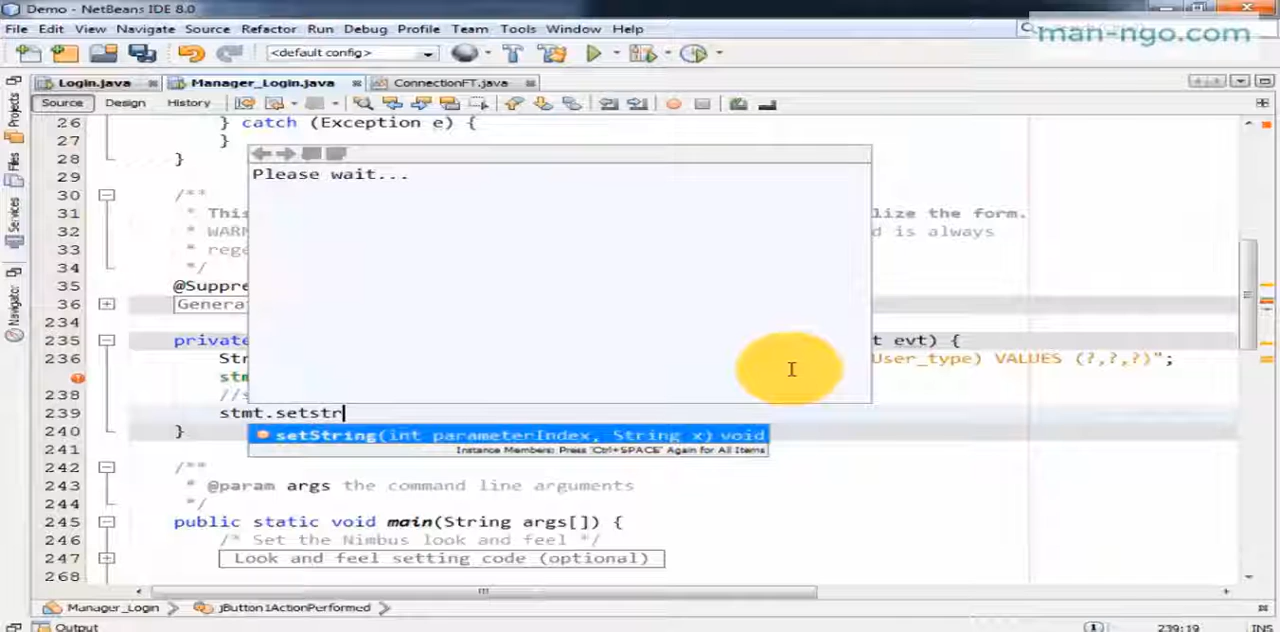 Demo - NetBeans IDE 8.0
File Edit View Navigate Source Refactor Run Debug Profile Team Tools Window Help
man-ngo.com
<default config>
Login.java Manager_Login.java ConnectionFT.java
Source Design History
Projects
Files
Services
Navigator
26 } catch (Exception e) {
27 }
28 }
29
30 /**
31 * This lize the form.
32 * WARN d is always
33 * rege
34 */
35 @Suppre
36 Genera
234
235 private t evt) {
236 Str User_type) VALUES (?,?,?)";
stm
238 //s
239 stmt.setstr
240 }
241
242 /**
243 * @param args the command line arguments
244 */
245 public static void main(String args[]) {
246 /* Set the Nimbus look and feel */
247 Look and feel setting code (optional)
268
Please wait...
setString(int parameterIndex, String x) void
Instance Members; Press 'Ctrl+SPACE' Again for All Items
Manager_Login jButton1ActionPerformed
Output
1
239:19 INS